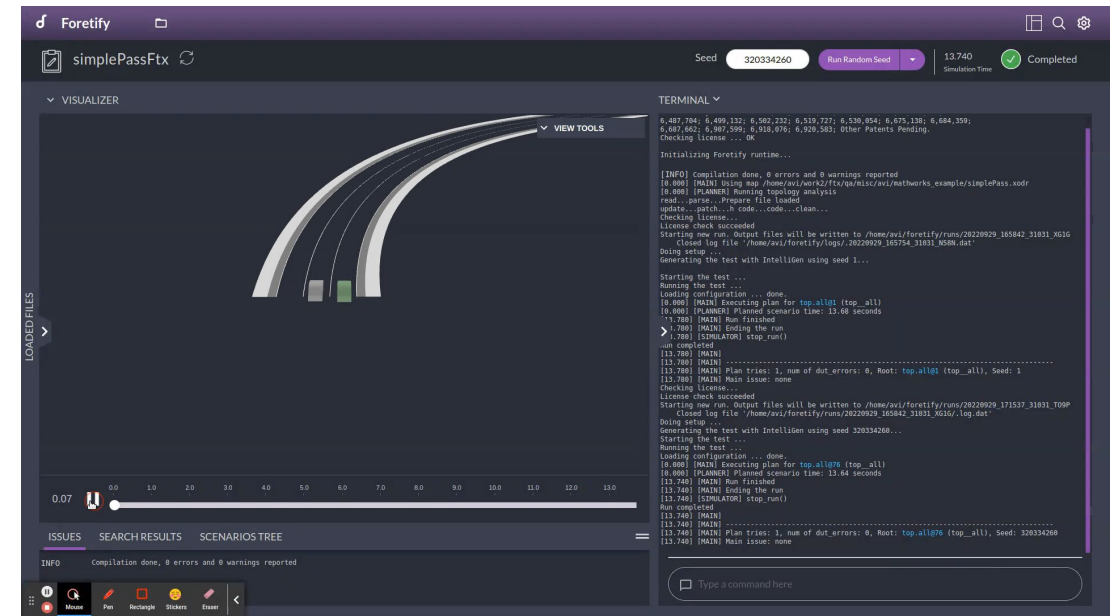 Foretify
simplePassFtx
Seed 320334260 Run Random Seed 13.740 Simulation Time Completed
VISUALIZER
VIEW TOOLS
LOADED FILES
0.07
0.0 1.0 2.0 3.0 4.0 5.0 6.0 7.0 8.0 9.0 10.0 11.0 12.0 13.0
ISSUES SEARCH RESULTS SCENARIOS TREE
INFO Compilation done, 0 errors and 0 warnings reported
Mouse Pen Rectangle Stickers Eraser
TERMINAL
6,487,704; 6,499,132; 6,502,232; 6,519,727; 6,530,054; 6,675,138; 6,684,359;
6,687,662; 6,907,599; 6,918,076; 6,920,583; Other Patents Pending.
Checking license ... OK
Initializing Foretify runtime...
[INFO] Compilation done, 0 errors and 0 warnings reported
[0.000] [MAIN] Using map /home/avi/work2/ftx/qa/misc/avi/mathworks_example/simplePass.xodr
[0.000] [PLANNER] Running topology analysis
read...parse...Prepare file loaded
update...patch...h code...code...clean...
Checking license...
License check succeeded
Starting new run. Output files will be written to /home/avi/foretify/runs/20220929_165842_31031_XG1G
Closed log file '/home/avi/foretify/logs/.20220929_165754_31031_N58N.dat'
Doing setup ...
Generating the test with IntelliGen using seed 1...
Starting the test ...
Running the test ...
Loading configuration ... done.
[0.000] [MAIN] Executing plan for top.all@1 (top__all)
[0.000] [PLANNER] Planned scenario time: 13.68 seconds
[13.780] [MAIN] Run finished
[13.780] [MAIN] Ending the run
[13.780] [SIMULATOR] stop_run()
Run completed
[13.780] [MAIN]
[13.780] [MAIN] --------------------------------------------------------------------------------
[13.780] [MAIN] Plan tries: 1, num of dut_errors: 0, Root: top.all@1 (top__all), Seed: 1
[13.780] [MAIN] Main issue: none
Checking license...
License check succeeded
Starting new run. Output files will be written to /home/avi/foretify/runs/20220929_171537_31031_TO9P
Closed log file '/home/avi/foretify/runs/20220929_165842_31031_XG1G/.log.dat'
Doing setup ...
Generating the test with IntelliGen using seed 320334260...
Starting the test ...
Running the test ...
Loading configuration ... done.
[0.000] [MAIN] Executing plan for top.all@76 (top__all)
[0.000] [PLANNER] Planned scenario time: 13.64 seconds
[13.740] [MAIN] Run finished
[13.740] [MAIN] Ending the run
[13.740] [SIMULATOR] stop_run()
Run completed
[13.740] [MAIN]
[13.740] [MAIN] --------------------------------------------------------------------------------
[13.740] [MAIN] Plan tries: 1, num of dut_errors: 0, Root: top.all@76 (top__all), Seed: 320334260
[13.740] [MAIN] Main issue: none
Type a command here